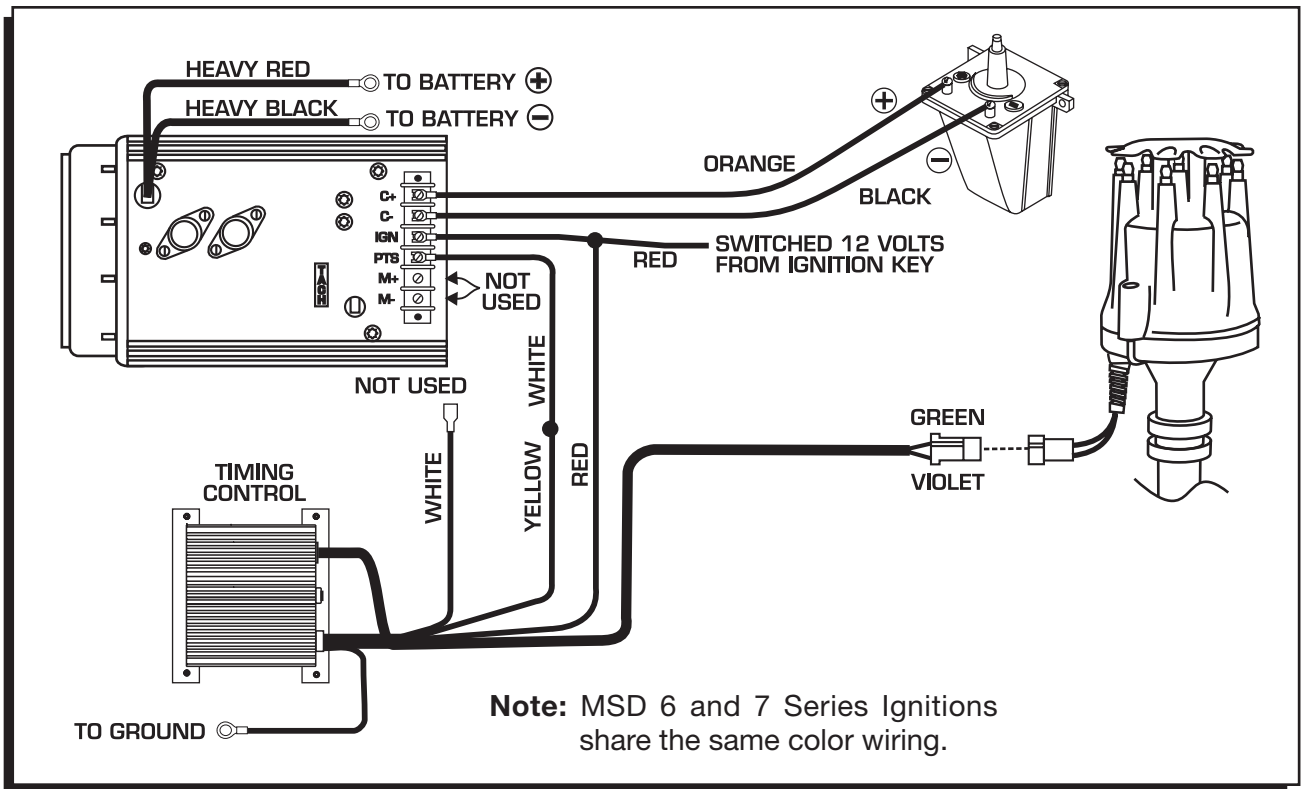 HEAVY RED
TO BATTERY +
HEAVY BLACK
TO BATTERY −
+
ORANGE
−
BLACK
C+
C-
IGN
PTS
M+
M-
TACH
NOT
USED
RED
SWITCHED 12 VOLTS
FROM IGNITION KEY
NOT USED
WHITE
YELLOW
RED
WHITE
GREEN
VIOLET
TIMING
CONTROL
TO GROUND
Note: MSD 6 and 7 Series Ignitions
share the same color wiring.